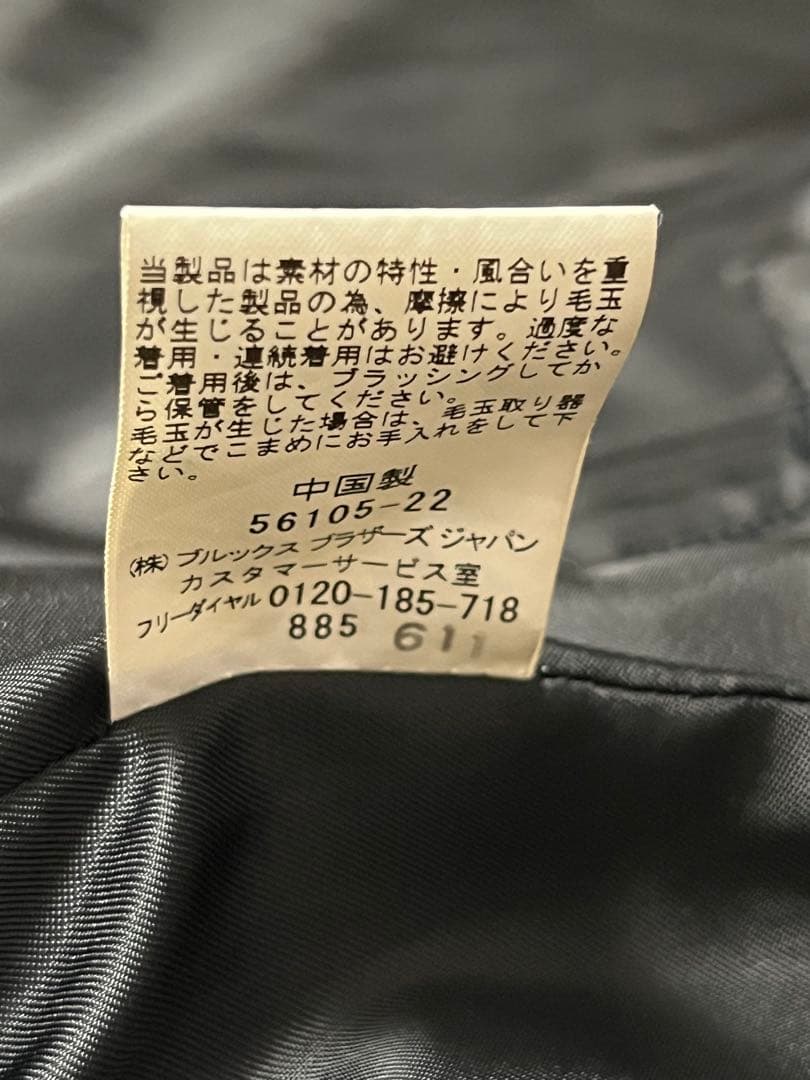 当製品は素材の特性・風合いを重
視した製品の為、摩擦により毛玉
が生じることがあります。過度な
着用・連続着用はお避けください。
ご着用後は、ブラッシングしてか
ら保管をしてください。
毛玉が生じた場合は、毛玉取り器
などでこまめにお手入れをして下
さい。
中国製
56105-22
(株) ブルックス ブラザーズ ジャパン
カスタマーサービス室
フリーダイヤル 0120-185-718
885 611